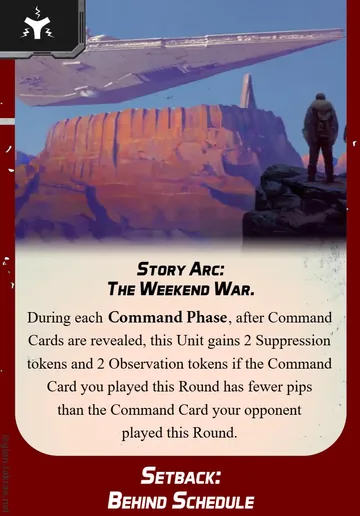 STORY ARC:
THE WEEKEND WAR.
During each Command Phase, after Command
Cards are revealed, this Unit gains 2 Suppression
tokens and 2 Observation tokens if the Command
Card you played this Round has fewer pips
than the Command Card your opponent
played this Round.
SETBACK:
BEHIND SCHEDULE